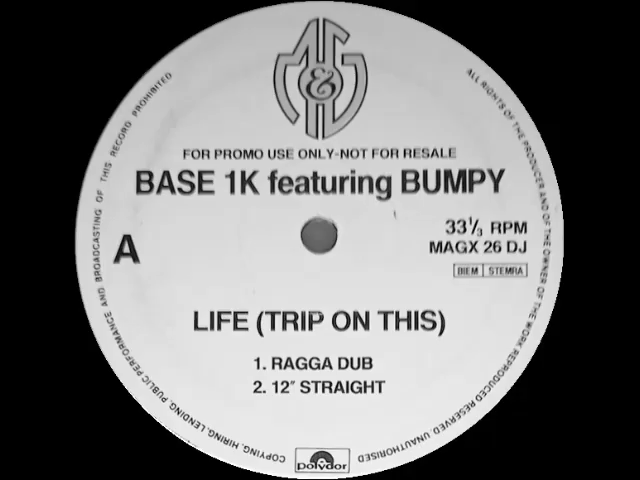 A&G
FOR PROMO USE ONLY-NOT FOR RESALE
BASE 1K featuring BUMPY
A
33⅓ RPM
MAGX 26 DJ
BIEM STEMRA
LIFE (TRIP ON THIS)
1. RAGGA DUB
2. 12″ STRAIGHT
polydor
ALL RIGHTS OF THE PRODUCER AND OF THE OWNER OF THE WORK REPRODUCED RESERVED. UNAUTHORISED
COPYING, HIRING, LENDING, PUBLIC PERFORMANCE AND BROADCASTING OF THIS RECORD PROHIBITED